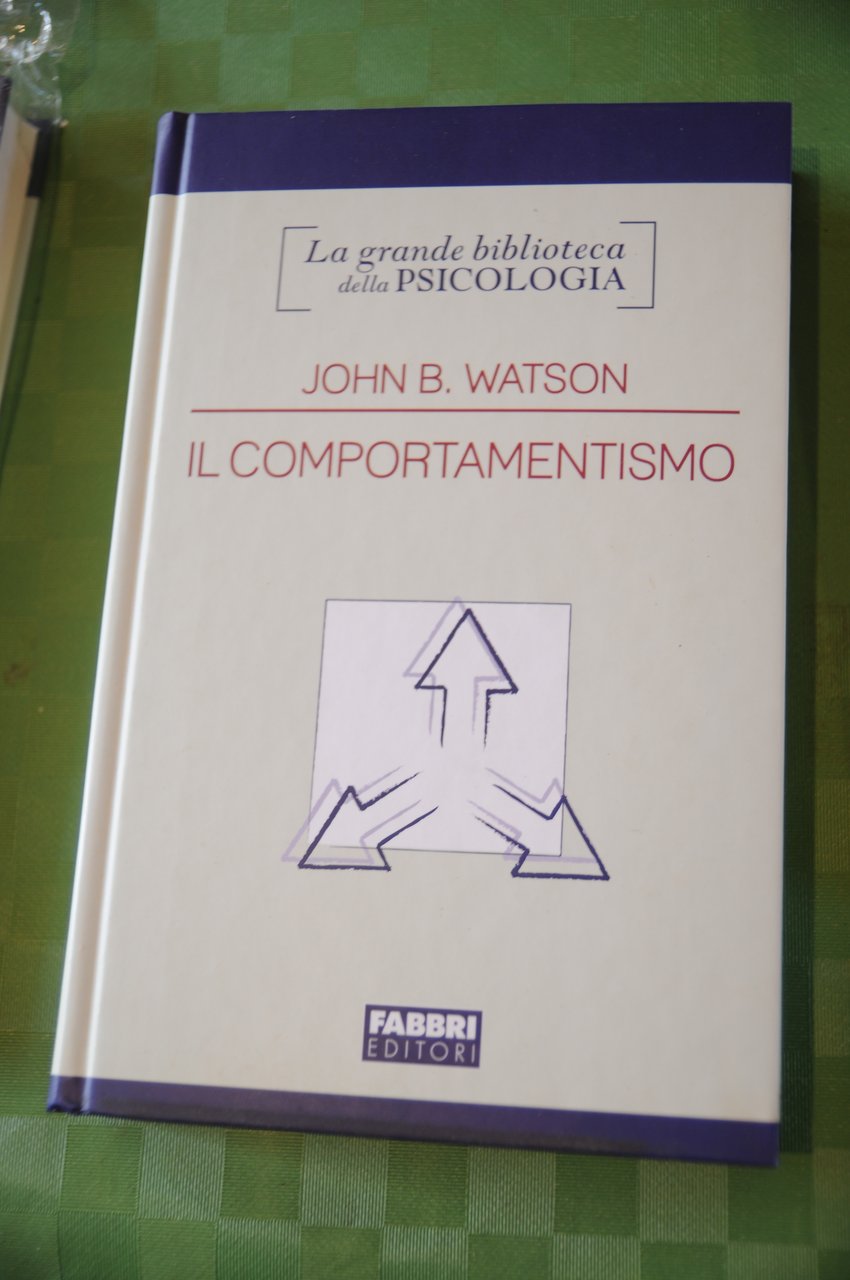 La grande biblioteca
della PSICOLOGIA
JOHN B. WATSON
IL COMPORTAMENTISMO
FABBRI
EDITORI